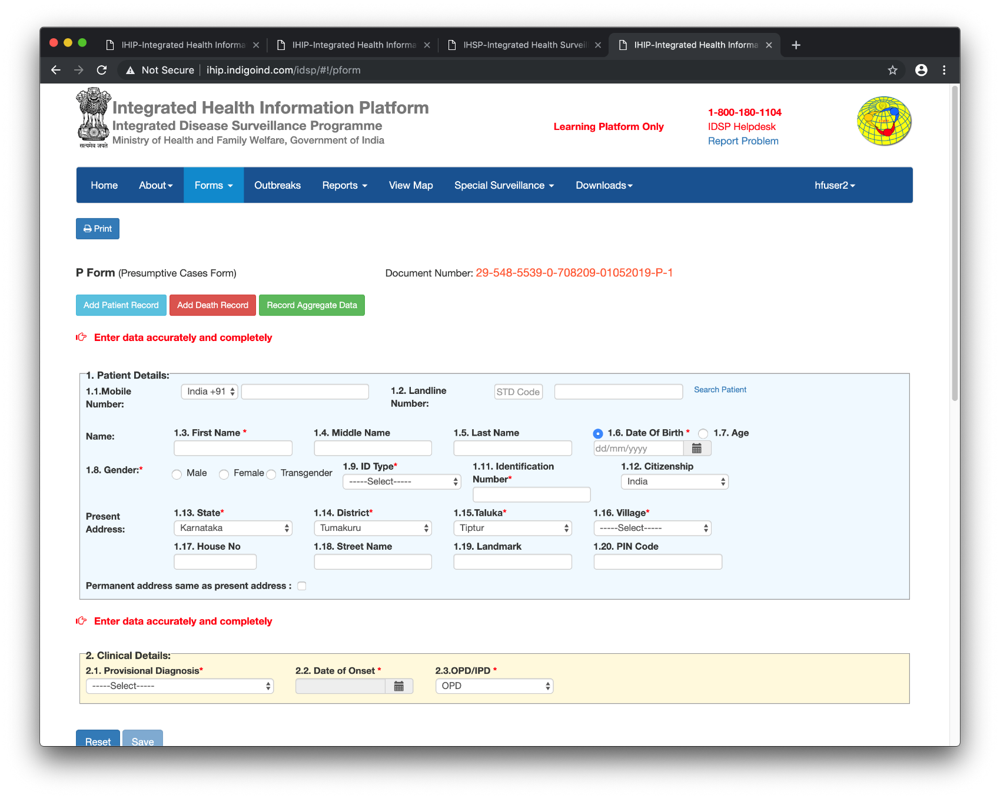 IHIP-Integrated Health Informa
IHIP-Integrated Health Informa
IHSP-Integrated Health Surveil
IHIP-Integrated Health Informa
Not Secure
ihip.indigoind.com/idsp/#!/pform
सत्यमेव जयते
Integrated Health Information Platform
Integrated Disease Surveillance Programme
Ministry of Health and Family Welfare, Government of India
Learning Platform Only
1-800-180-1104
IDSP Helpdesk
Report Problem
Home About Forms Outbreaks Reports View Map Special Surveillance Downloads hfuser2
Print
P Form (Presumptive Cases Form) Document Number: 29-548-5539-0-708209-01052019-P-1
Add Patient Record Add Death Record Record Aggregate Data
Enter data accurately and completely
1. Patient Details:
1.1.Mobile Number: India +91 1.2. Landline Number: STD Code Search Patient
Name: 1.3. First Name * 1.4. Middle Name 1.5. Last Name 1.6. Date Of Birth * 1.7. Age
dd/mm/yyyy
1.8. Gender:* Male Female Transgender 1.9. ID Type* 1.11. Identification Number* 1.12. Citizenship
-----Select----- India
Present Address: 1.13. State* 1.14. District* 1.15.Taluka* 1.16. Village*
Karnataka Tumakuru Tiptur -----Select-----
1.17. House No 1.18. Street Name 1.19. Landmark 1.20. PIN Code
Permanent address same as present address :
Enter data accurately and completely
2. Clinical Details:
2.1. Provisional Diagnosis* 2.2. Date of Onset * 2.3.OPD/IPD *
-----Select----- OPD
Reset Save